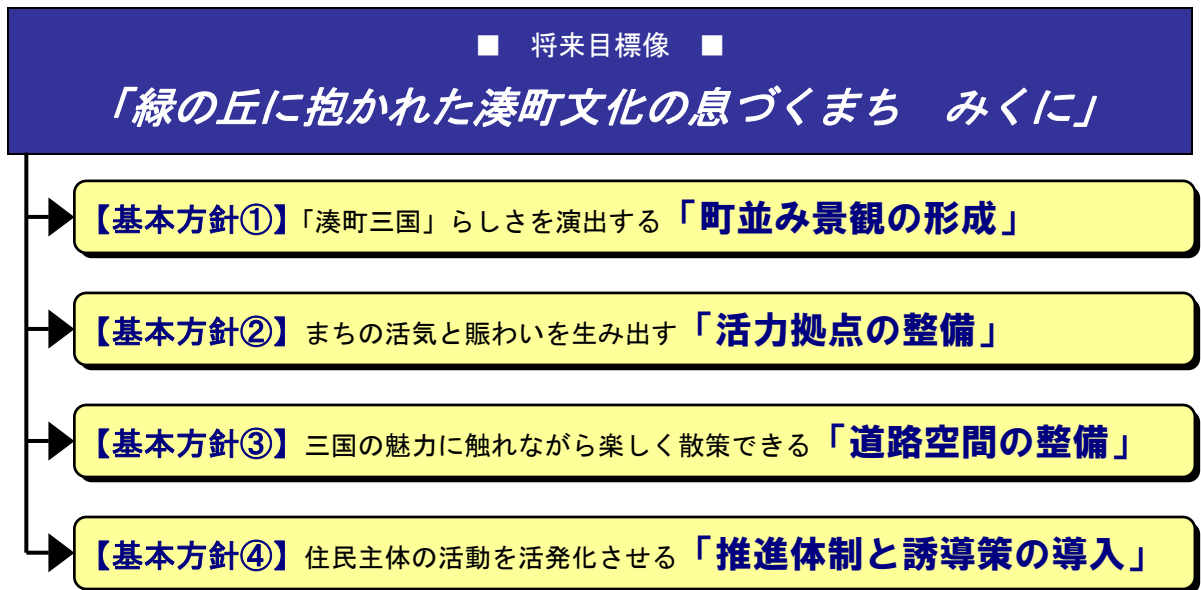 ■　将来目標像　■
「緑の丘に抱かれた湊町文化の息づくまち　みくに」
【基本方針①】「湊町三国」らしさを演出する「町並み景観の形成」
【基本方針②】まちの活気と賑わいを生み出す「活力拠点の整備」
【基本方針③】三国の魅力に触れながら楽しく散策できる「道路空間の整備」
【基本方針④】住民主体の活動を活発化させる「推進体制と誘導策の導入」